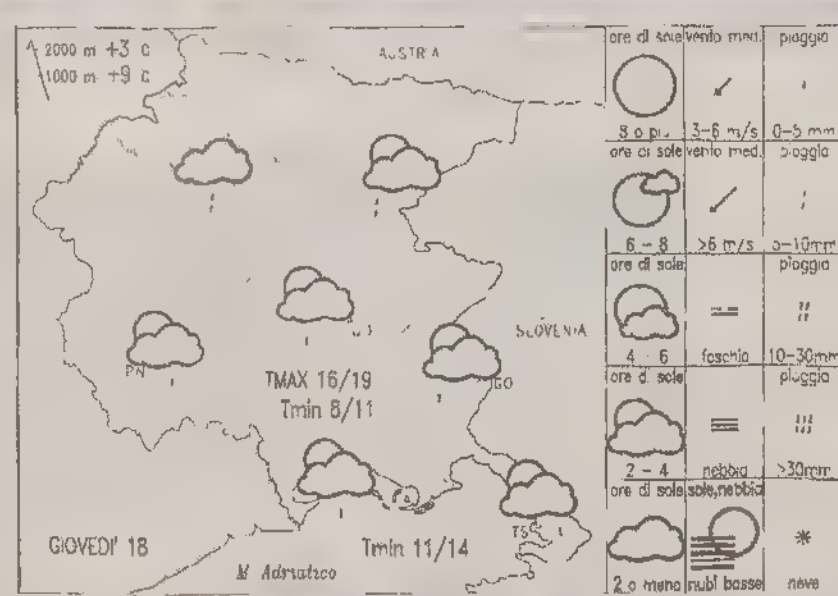 2000 m +3 C
1000 m +9 C
AUSTRIA
SLOVENIA
PN
UD
GO
TS
TMAX 16/19
Tmin 8/11
GIOVEDI' 18
M Adriatico
Tmin 11/14
ore di sole vento med. pioggia
8 o piu 3-6 m/s 0-5 mm
ore di sole vento med. pioggia
6 - 8 >6 m/s 5-10mm
ore di sole pioggia
4 - 6 foschia 10-30mm
ore di sole pioggia
2 - 4 nebbia >30mm
ore di sole sole,nebbia
2 o meno nubi basse neve